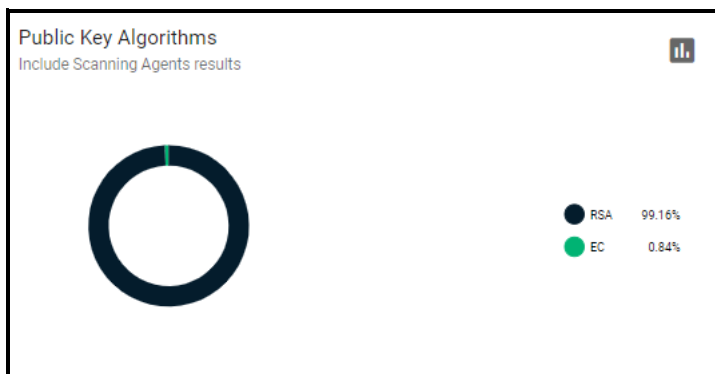 Public Key Algorithms
Include Scanning Agents results
RSA 99.16%
EC 0.84%